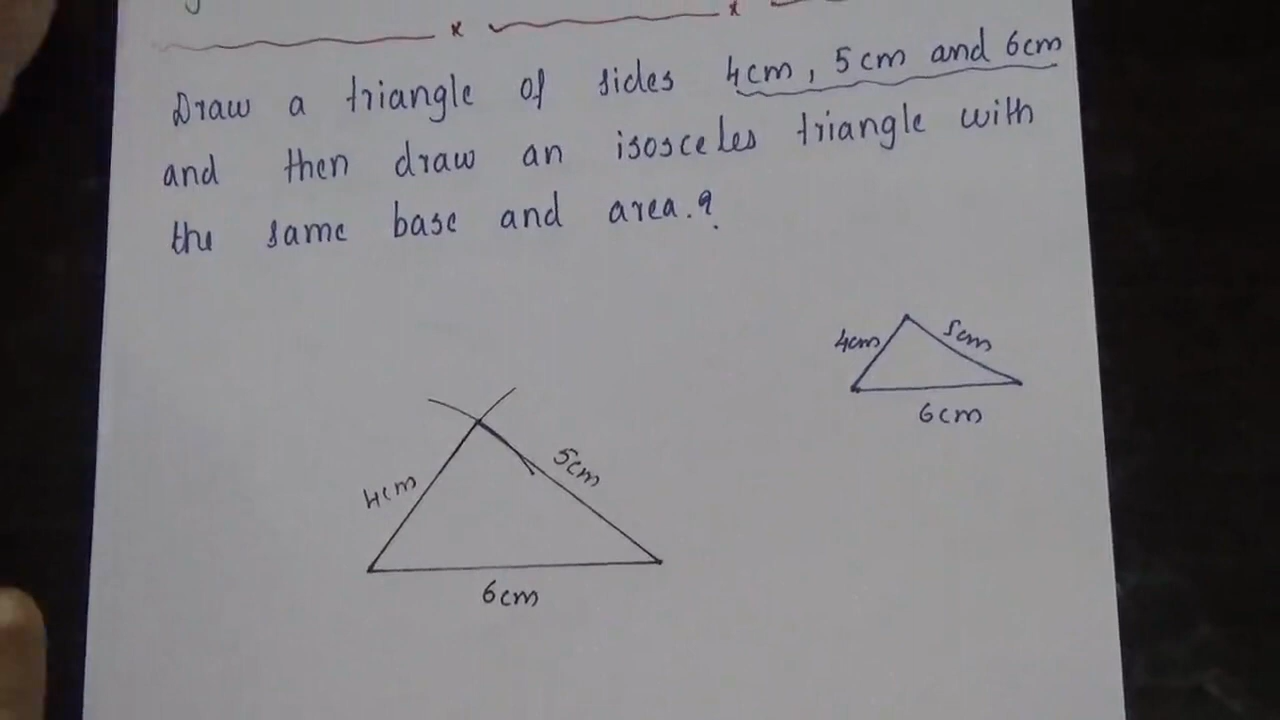 Draw a triangle of sides 4cm, 5cm and 6cm
and then draw an isosceles triangle with
the same base and area.?
4cm 5cm
6cm
4cm 5cm
6cm